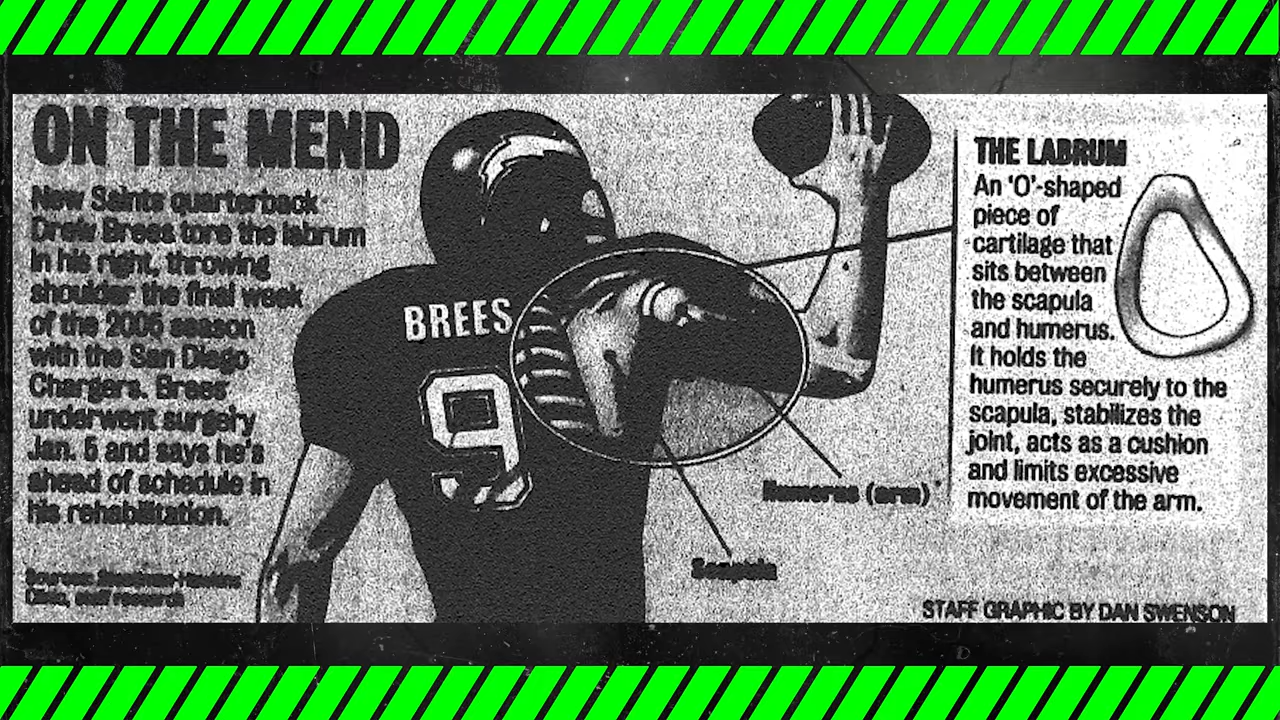 ON THE MEND
New Saints quarterback
Drew Brees tore the labrum
in his right, throwing
shoulder the final week
of the 2005 season
with the San Diego
Chargers. Brees
underwent surgery
Jan. 5 and says he's
ahead of schedule in
his rehabilitation.
Clinic, staff research
BREES
9
Humerus (arm)
Scapula
THE LABRUM
An 'O'-shaped
piece of
cartilage that
sits between
the scapula
and humerus.
It holds the
humerus securely to the
scapula, stabilizes the
joint, acts as a cushion
and limits excessive
movement of the arm.
STAFF GRAPHIC BY DAN SWENSON